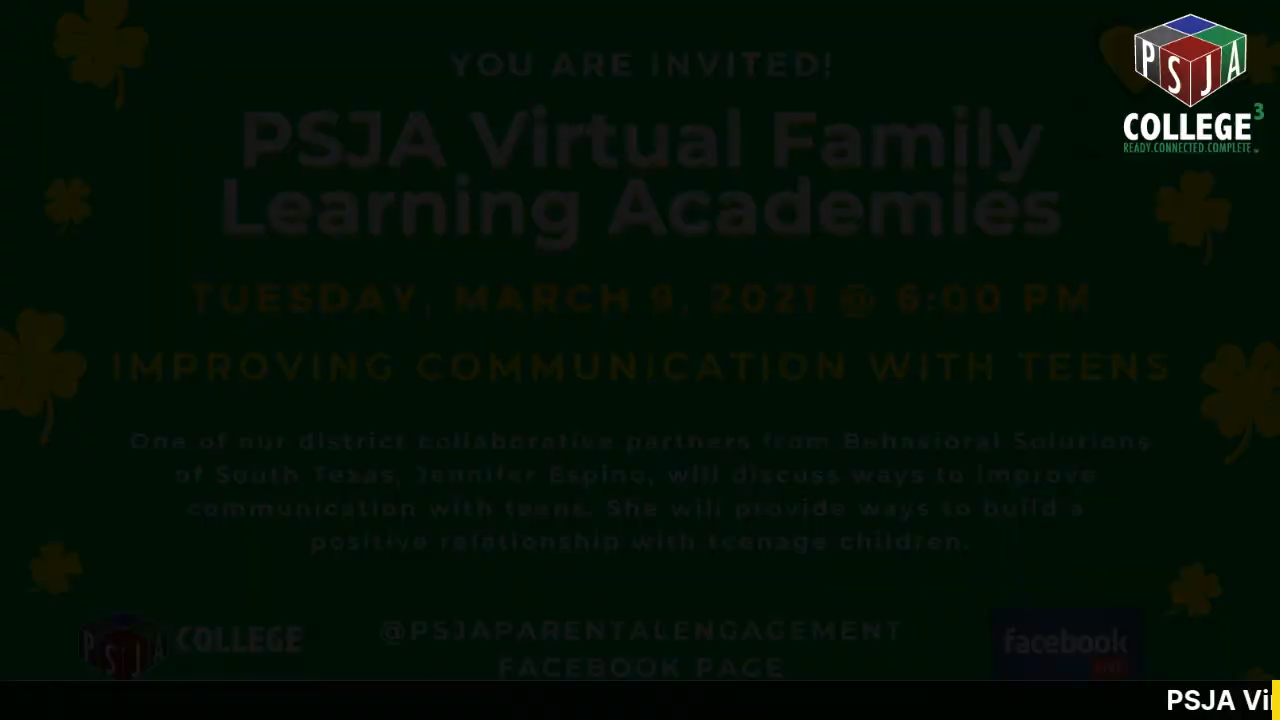 YOU ARE INVITED!
PSJA Virtual Family
Learning Academies
TUESDAY, MARCH 9, 2021 @ 6:00 PM
IMPROVING COMMUNICATION WITH TEENS
One of our district collaborative partners from Behavioral Solutions
of South Texas, Jennifer Espino, will discuss ways to improve
communication with teens. She will provide ways to build a
positive relationship with teenage children.
PSJA COLLEGE
@PSJAPARENTALENGAGEMENT
FACEBOOK PAGE
facebook
LIVE
PSJA
COLLEGE³
READY.CONNECTED.COMPLETE
PSJA Vi